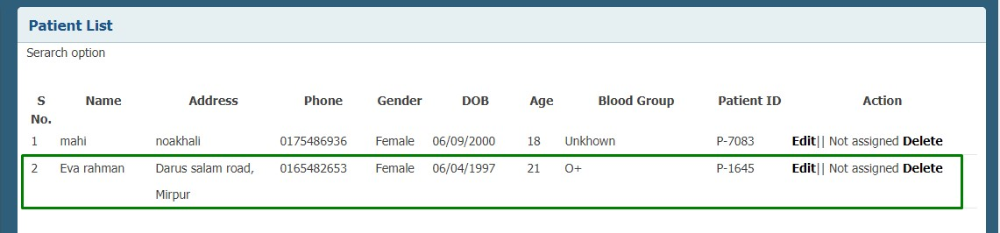 Patient List
Serarch option
S No. Name Address Phone Gender DOB Age Blood Group Patient ID Action
1 mahi noakhali 0175486936 Female 06/09/2000 18 Unkhown P-7083 Edit|| Not assigned Delete
2 Eva rahman Darus salam road, 0165482653 Female 06/04/1997 21 O+ P-1645 Edit|| Not assigned Delete
Mirpur